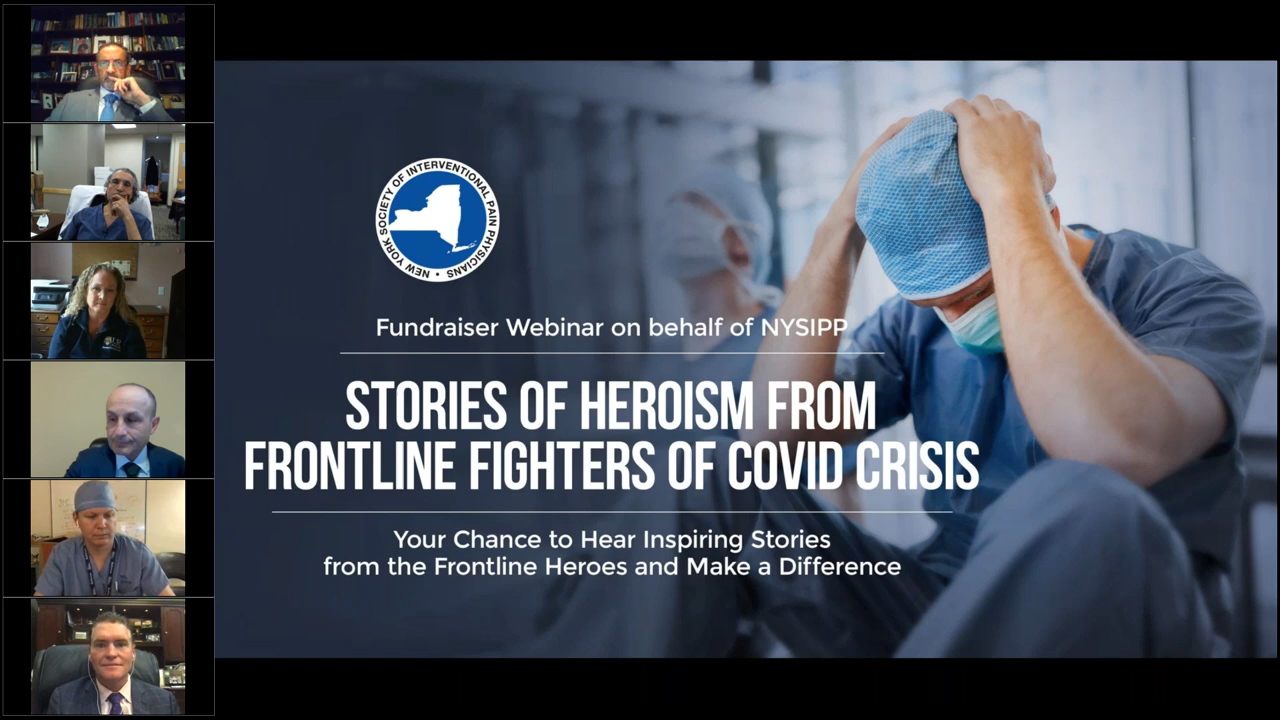 NEW YORK SOCIETY OF INTERVENTIONAL PAIN PHYSICIANS •
Fundraiser Webinar on behalf of NYSIPP
STORIES OF HEROISM FROM
FRONTLINE FIGHTERS OF COVID CRISIS
Your Chance to Hear Inspiring Stories
from the Frontline Heroes and Make a Difference